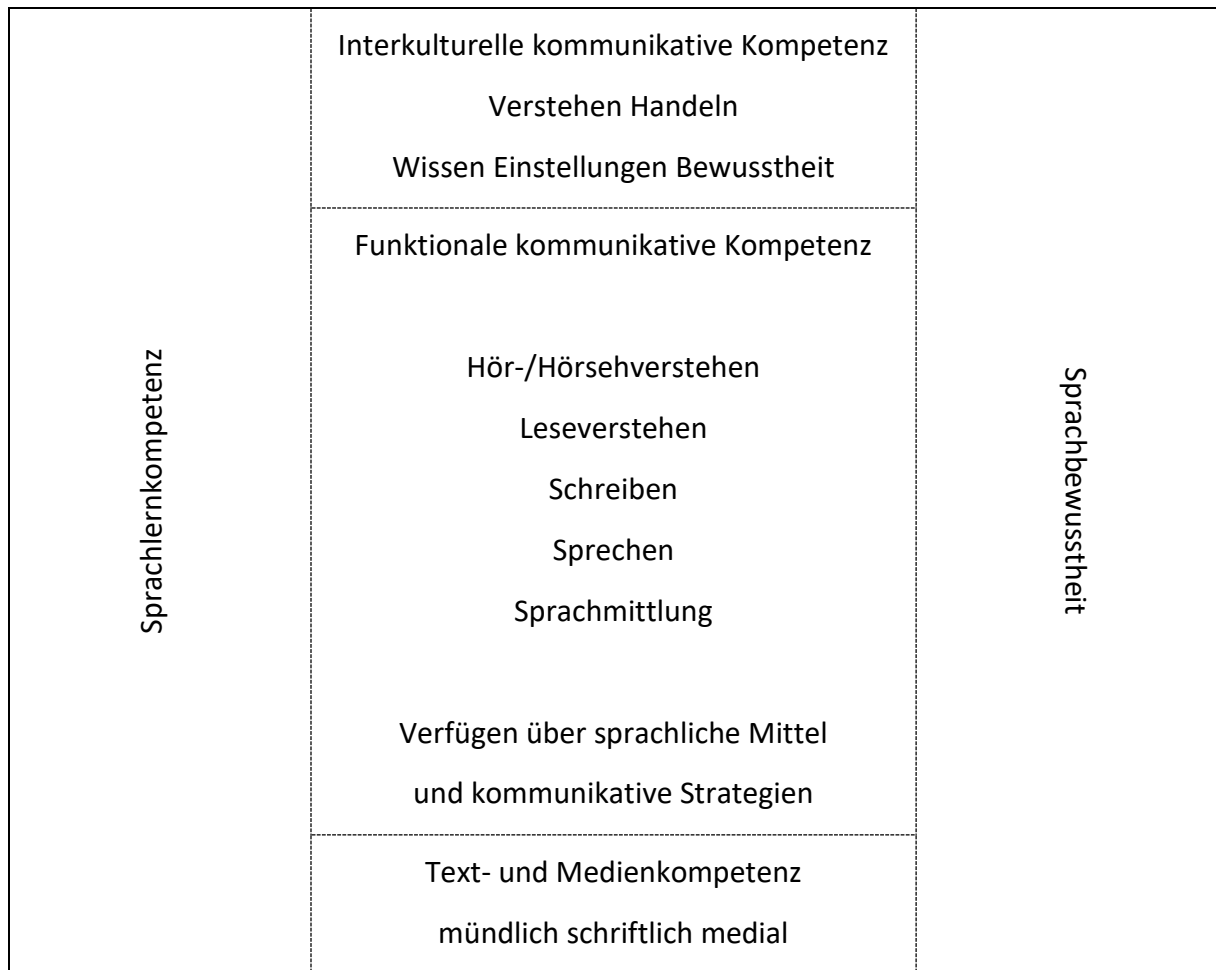 Sprachlernkompetenz
Interkulturelle kommunikative Kompetenz
Verstehen Handeln
Wissen Einstellungen Bewusstheit
Funktionale kommunikative Kompetenz
Hör-/Hörsehverstehen
Leseverstehen
Schreiben
Sprechen
Sprachmittlung
Verfügen über sprachliche Mittel
und kommunikative Strategien
Text- und Medienkompetenz
mündlich schriftlich medial
Sprachbewusstheit